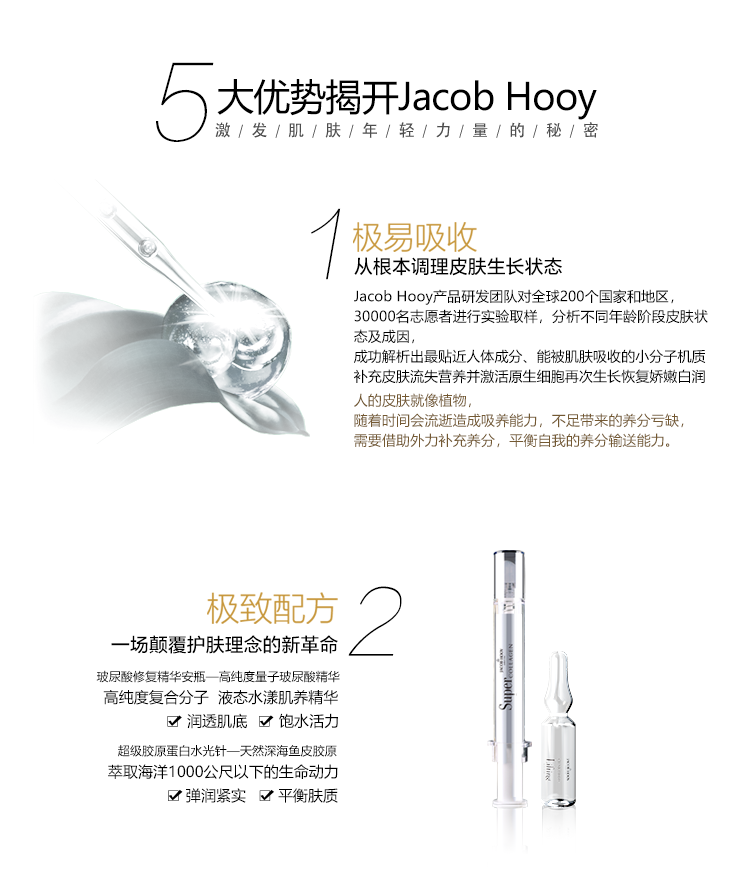 5大优势揭开Jacob Hooy
激/发/肌/肤/年/轻/力/量/的/秘/密
1 极易吸收
从根本调理皮肤生长状态
Jacob Hooy产品研发团队对全球200个国家和地区，
30000名志愿者进行实验取样，分析不同年龄阶段皮肤状
态及成因，
成功解析出最贴近人体成分、能被肌肤吸收的小分子机质
补充皮肤流失营养并激活原生细胞再次生长恢复娇嫩白润
人的皮肤就像植物，
随着时间会流逝造成吸养能力，不足带来的养分亏缺，
需要借助外力补充养分，平衡自我的养分输送能力。
极致配方 2
一场颠覆护肤理念的新革命
玻尿酸修复精华安瓶—高纯度量子玻尿酸精华
高纯度复合分子 液态水漾肌养精华
润透肌底 饱水活力
超级胶原蛋白水光针—天然深海鱼皮胶原
萃取海洋1000公尺以下的生命动力
弹润紧实 平衡肤质
JACOB HOOY
Super COLLAGEN